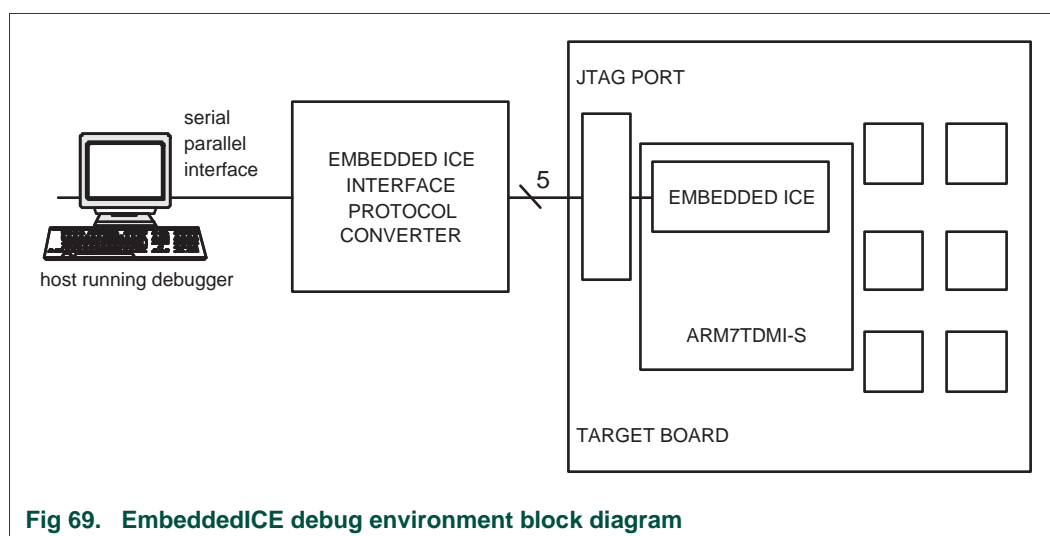 serial
parallel
interface
host running debugger
EMBEDDED ICE
INTERFACE
PROTOCOL
CONVERTER
5
JTAG PORT
EMBEDDED ICE
ARM7TDMI-S
TARGET BOARD
Fig 69. EmbeddedICE debug environment block diagram